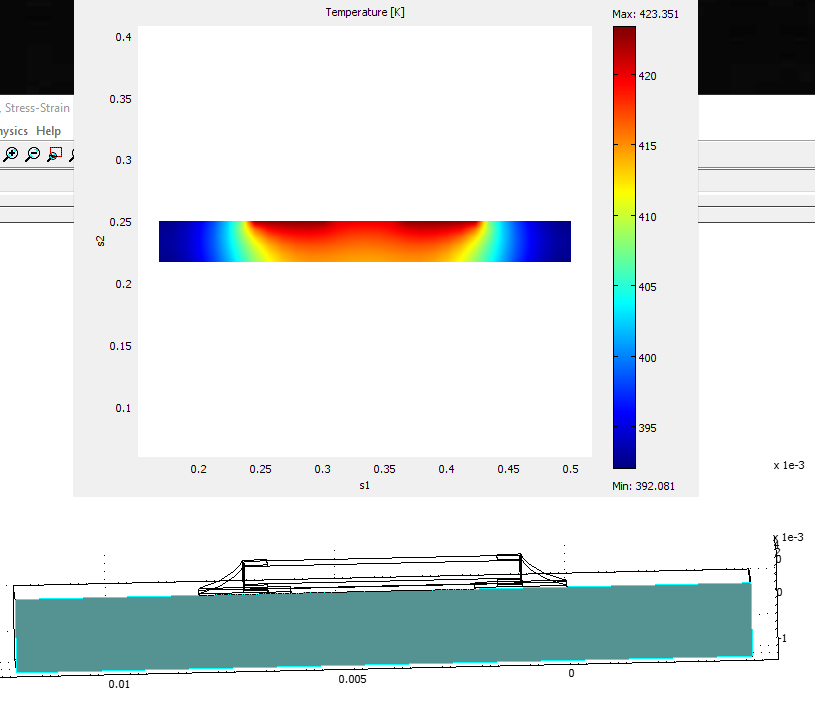 Temperature [K]
Max: 423.351
0.4
0.35
0.3
0.25
0.2
0.15
0.1
s2
0.2
0.25
0.3
0.35
0.4
0.45
0.5
s1
420
415
410
405
400
395
Min: 392.081
, Stress-Strain
ysics Help
x 1e-3
x 1e-3
0
-1
0.01
0.005
0